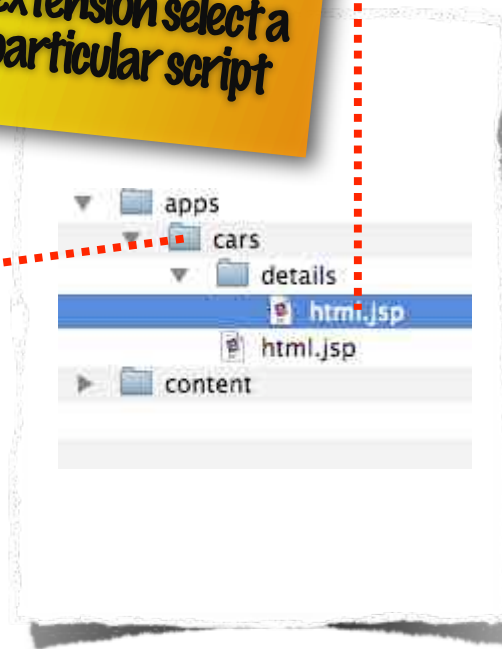 extension select a
particular script
apps
cars
details
html.jsp
html.jsp
content